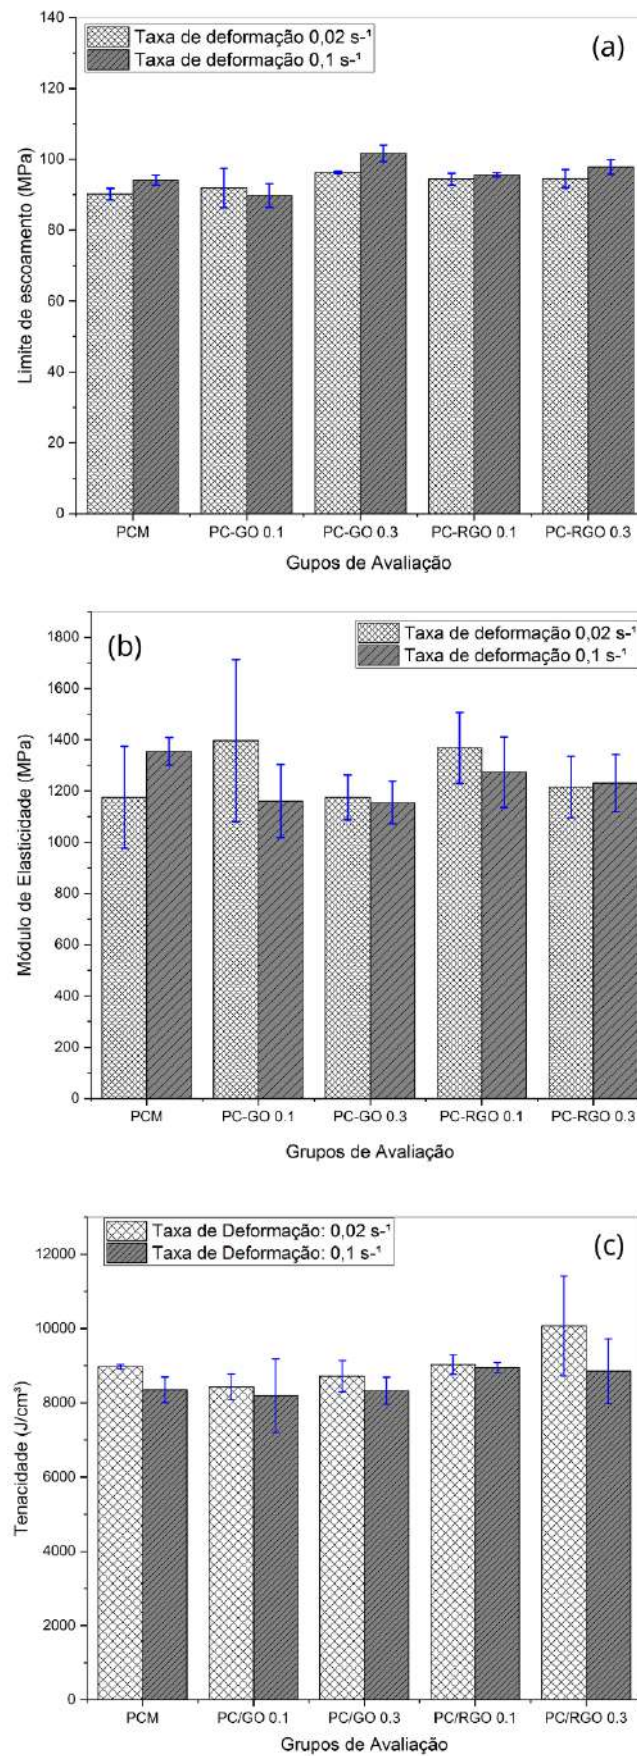 140
Taxa de deformação 0,02 s-¹
(a)
Taxa de deformação 0,1 s-¹
120
100
80
60
40
20
0
Limite de escoamento (MPa)
PCM PC-GO 0.1 PC-GO 0.3 PC-RGO 0.1 PC-RGO 0.3
Gupos de Avaliação
(b)
Taxa de deformação 0,02 s-¹
Taxa de deformação 0,1 s-¹
1800
1600
1400
1200
1000
800
600
400
200
0
Módulo de Elasticidade (MPa)
PCM PC-GO 0.1 PC-GO 0.3 PC-RGO 0.1 PC-RGO 0.3
Grupos de Avaliação
Taxa de Deformação: 0,02 s-¹
Taxa de Deformação: 0,1 s-¹
(c)
12000
10000
8000
6000
4000
2000
0
Tenacidade (J/cm³)
PCM PC/GO 0.1 PC/GO 0.3 PC/RGO 0.1 PC/RGO 0.3
Grupos de Avaliação